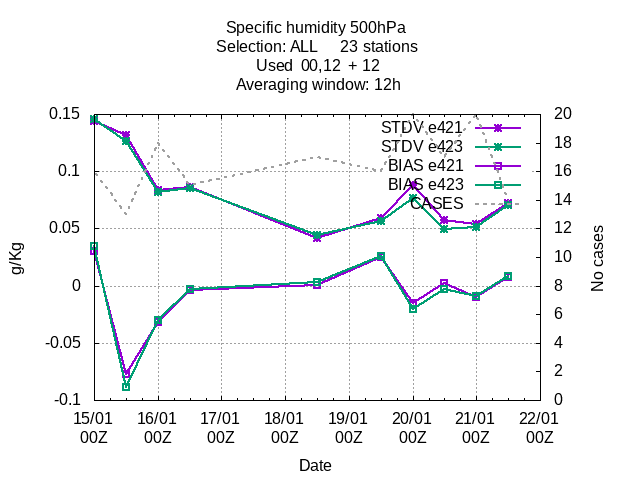 Specific humidity 500hPa
Selection: ALL     23 stations
Used  00,12  + 12
Averaging window: 12h
0.15
0.1
0.05
0
-0.05
-0.1
g/Kg
STDV e421
STDV e423
BIAS e421
BIAS e423
CASES
20
18
16
14
12
10
8
6
4
2
0
No cases
15/01 16/01 17/01 18/01 19/01 20/01 21/01 22/01
00Z 00Z 00Z 00Z 00Z 00Z 00Z 00Z
Date